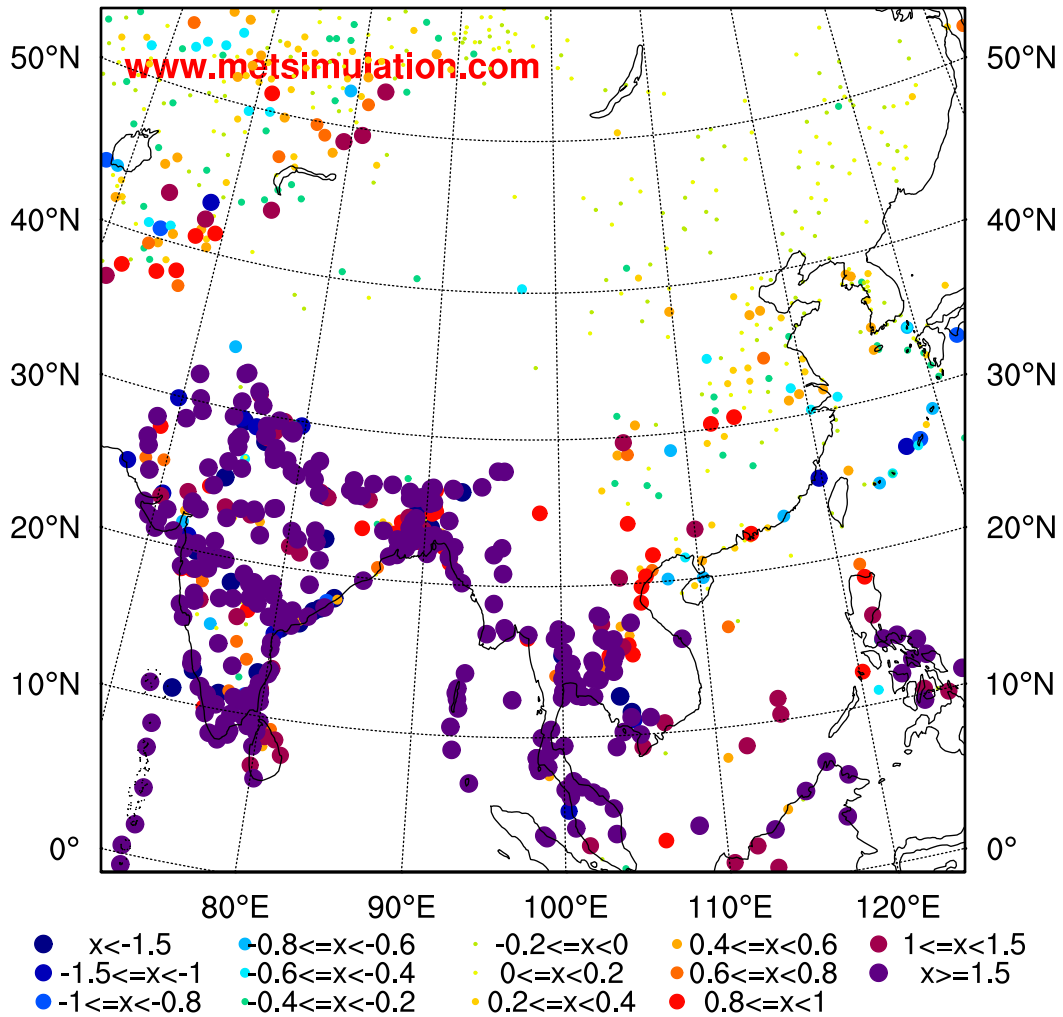 50°N 50°N
www.metsimulation.com
40°N 40°N
30°N 30°N
20°N 20°N
10°N 10°N
0° 0°
80°E 90°E 100°E 110°E 120°E
x<-1.5 -0.8<=x<-0.6 -0.2<=x<0 0.4<=x<0.6 1<=x<1.5
-1.5<=x<-1 -0.6<=x<-0.4 0<=x<0.2 0.6<=x<0.8 x>=1.5
-1<=x<-0.8 -0.4<=x<-0.2 0.2<=x<0.4 0.8<=x<1